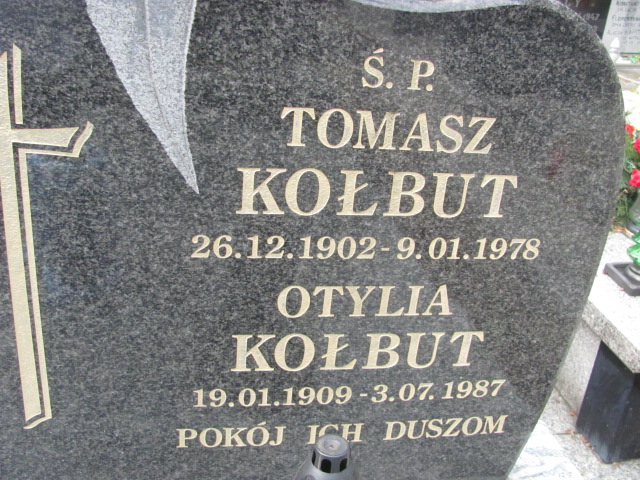 Ś. P.
TOMASZ
KOŁBUT
26.12.1902 - 9.01.1978
OTYLIA
KOŁBUT
19.01.1909 - 3.07.1987
POKÓJ ICH DUSZOM